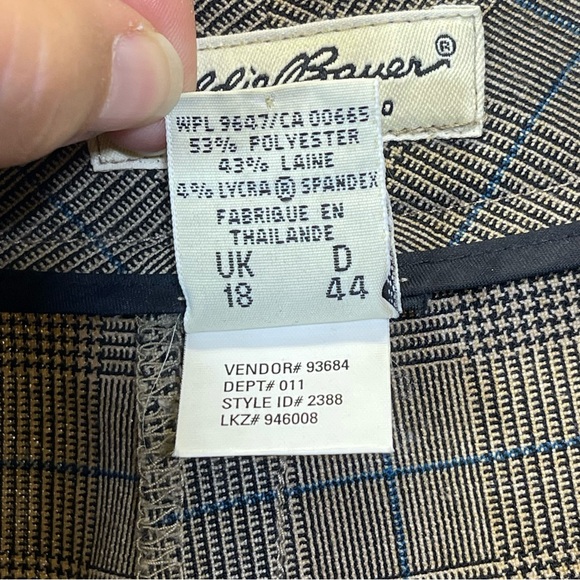 Bauer®
WPL 9647/CA 00665
53% POLYESTER
43% LAINE
4% LYCRA ® SPANDEX
FABRIQUE EN
THAILANDE
UK D
18 44
VENDOR# 93684
DEPT# 011
STYLE ID# 2388
LKZ# 946008